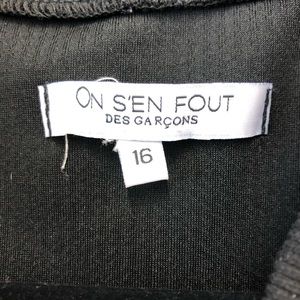 ON S'EN FOUT
DES GARÇONS
16